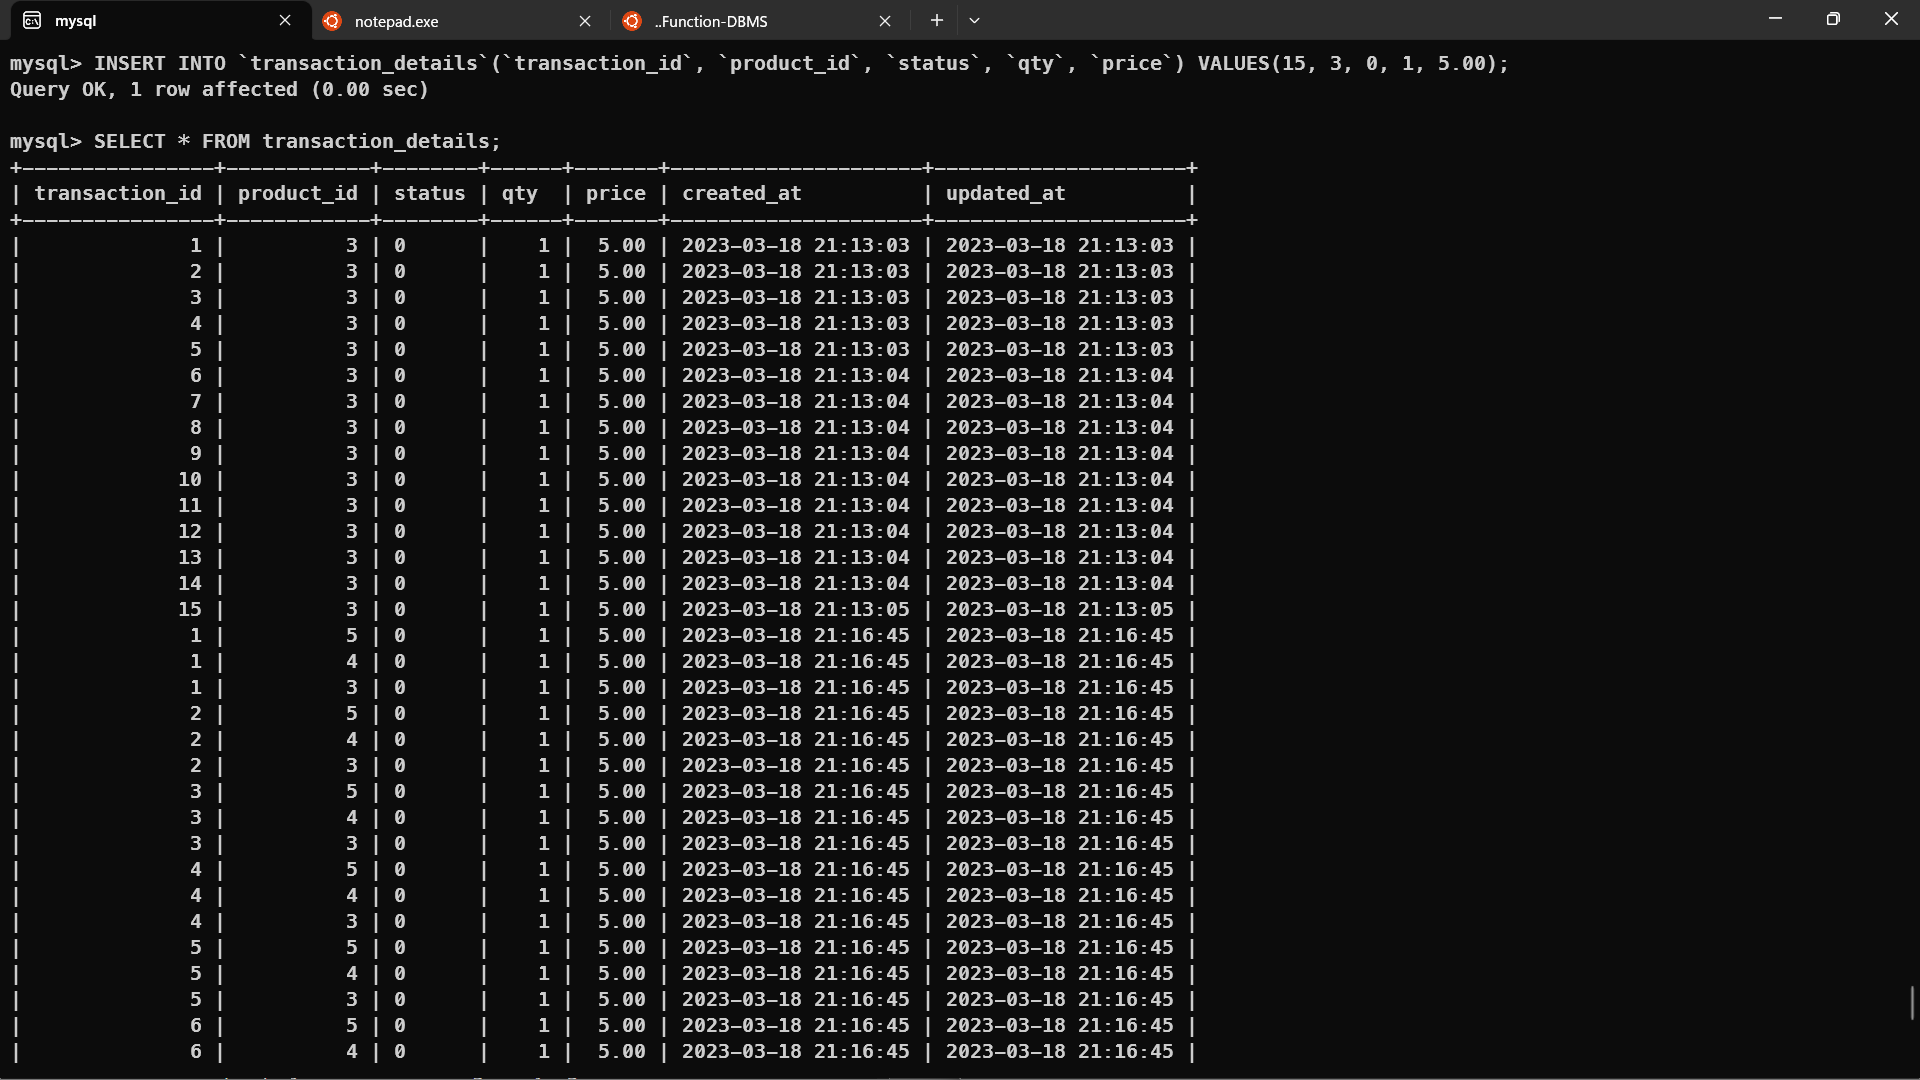 mysql notepad.exe ..Function-DBMS
mysql> INSERT INTO `transaction_details`(`transaction_id`, `product_id`, `status`, `qty`, `price`) VALUES(15, 3, 0, 1, 5.00);
Query OK, 1 row affected (0.00 sec)
mysql> SELECT * FROM transaction_details;
+----------------+------------+--------+------+-------+---------------------+---------------------+
| transaction_id | product_id | status | qty  | price | created_at          | updated_at          |
+----------------+------------+--------+------+-------+---------------------+---------------------+
|              1 |          3 | 0      |    1 |  5.00 | 2023-03-18 21:13:03 | 2023-03-18 21:13:03 |
|              2 |          3 | 0      |    1 |  5.00 | 2023-03-18 21:13:03 | 2023-03-18 21:13:03 |
|              3 |          3 | 0      |    1 |  5.00 | 2023-03-18 21:13:03 | 2023-03-18 21:13:03 |
|              4 |          3 | 0      |    1 |  5.00 | 2023-03-18 21:13:03 | 2023-03-18 21:13:03 |
|              5 |          3 | 0      |    1 |  5.00 | 2023-03-18 21:13:03 | 2023-03-18 21:13:03 |
|              6 |          3 | 0      |    1 |  5.00 | 2023-03-18 21:13:04 | 2023-03-18 21:13:04 |
|              7 |          3 | 0      |    1 |  5.00 | 2023-03-18 21:13:04 | 2023-03-18 21:13:04 |
|              8 |          3 | 0      |    1 |  5.00 | 2023-03-18 21:13:04 | 2023-03-18 21:13:04 |
|              9 |          3 | 0      |    1 |  5.00 | 2023-03-18 21:13:04 | 2023-03-18 21:13:04 |
|             10 |          3 | 0      |    1 |  5.00 | 2023-03-18 21:13:04 | 2023-03-18 21:13:04 |
|             11 |          3 | 0      |    1 |  5.00 | 2023-03-18 21:13:04 | 2023-03-18 21:13:04 |
|             12 |          3 | 0      |    1 |  5.00 | 2023-03-18 21:13:04 | 2023-03-18 21:13:04 |
|             13 |          3 | 0      |    1 |  5.00 | 2023-03-18 21:13:04 | 2023-03-18 21:13:04 |
|             14 |          3 | 0      |    1 |  5.00 | 2023-03-18 21:13:04 | 2023-03-18 21:13:04 |
|             15 |          3 | 0      |    1 |  5.00 | 2023-03-18 21:13:05 | 2023-03-18 21:13:05 |
|              1 |          5 | 0      |    1 |  5.00 | 2023-03-18 21:16:45 | 2023-03-18 21:16:45 |
|              1 |          4 | 0      |    1 |  5.00 | 2023-03-18 21:16:45 | 2023-03-18 21:16:45 |
|              1 |          3 | 0      |    1 |  5.00 | 2023-03-18 21:16:45 | 2023-03-18 21:16:45 |
|              2 |          5 | 0      |    1 |  5.00 | 2023-03-18 21:16:45 | 2023-03-18 21:16:45 |
|              2 |          4 | 0      |    1 |  5.00 | 2023-03-18 21:16:45 | 2023-03-18 21:16:45 |
|              2 |          3 | 0      |    1 |  5.00 | 2023-03-18 21:16:45 | 2023-03-18 21:16:45 |
|              3 |          5 | 0      |    1 |  5.00 | 2023-03-18 21:16:45 | 2023-03-18 21:16:45 |
|              3 |          4 | 0      |    1 |  5.00 | 2023-03-18 21:16:45 | 2023-03-18 21:16:45 |
|              3 |          3 | 0      |    1 |  5.00 | 2023-03-18 21:16:45 | 2023-03-18 21:16:45 |
|              4 |          5 | 0      |    1 |  5.00 | 2023-03-18 21:16:45 | 2023-03-18 21:16:45 |
|              4 |          4 | 0      |    1 |  5.00 | 2023-03-18 21:16:45 | 2023-03-18 21:16:45 |
|              4 |          3 | 0      |    1 |  5.00 | 2023-03-18 21:16:45 | 2023-03-18 21:16:45 |
|              5 |          5 | 0      |    1 |  5.00 | 2023-03-18 21:16:45 | 2023-03-18 21:16:45 |
|              5 |          4 | 0      |    1 |  5.00 | 2023-03-18 21:16:45 | 2023-03-18 21:16:45 |
|              5 |          3 | 0      |    1 |  5.00 | 2023-03-18 21:16:45 | 2023-03-18 21:16:45 |
|              6 |          5 | 0      |    1 |  5.00 | 2023-03-18 21:16:45 | 2023-03-18 21:16:45 |
|              6 |          4 | 0      |    1 |  5.00 | 2023-03-18 21:16:45 | 2023-03-18 21:16:45 |